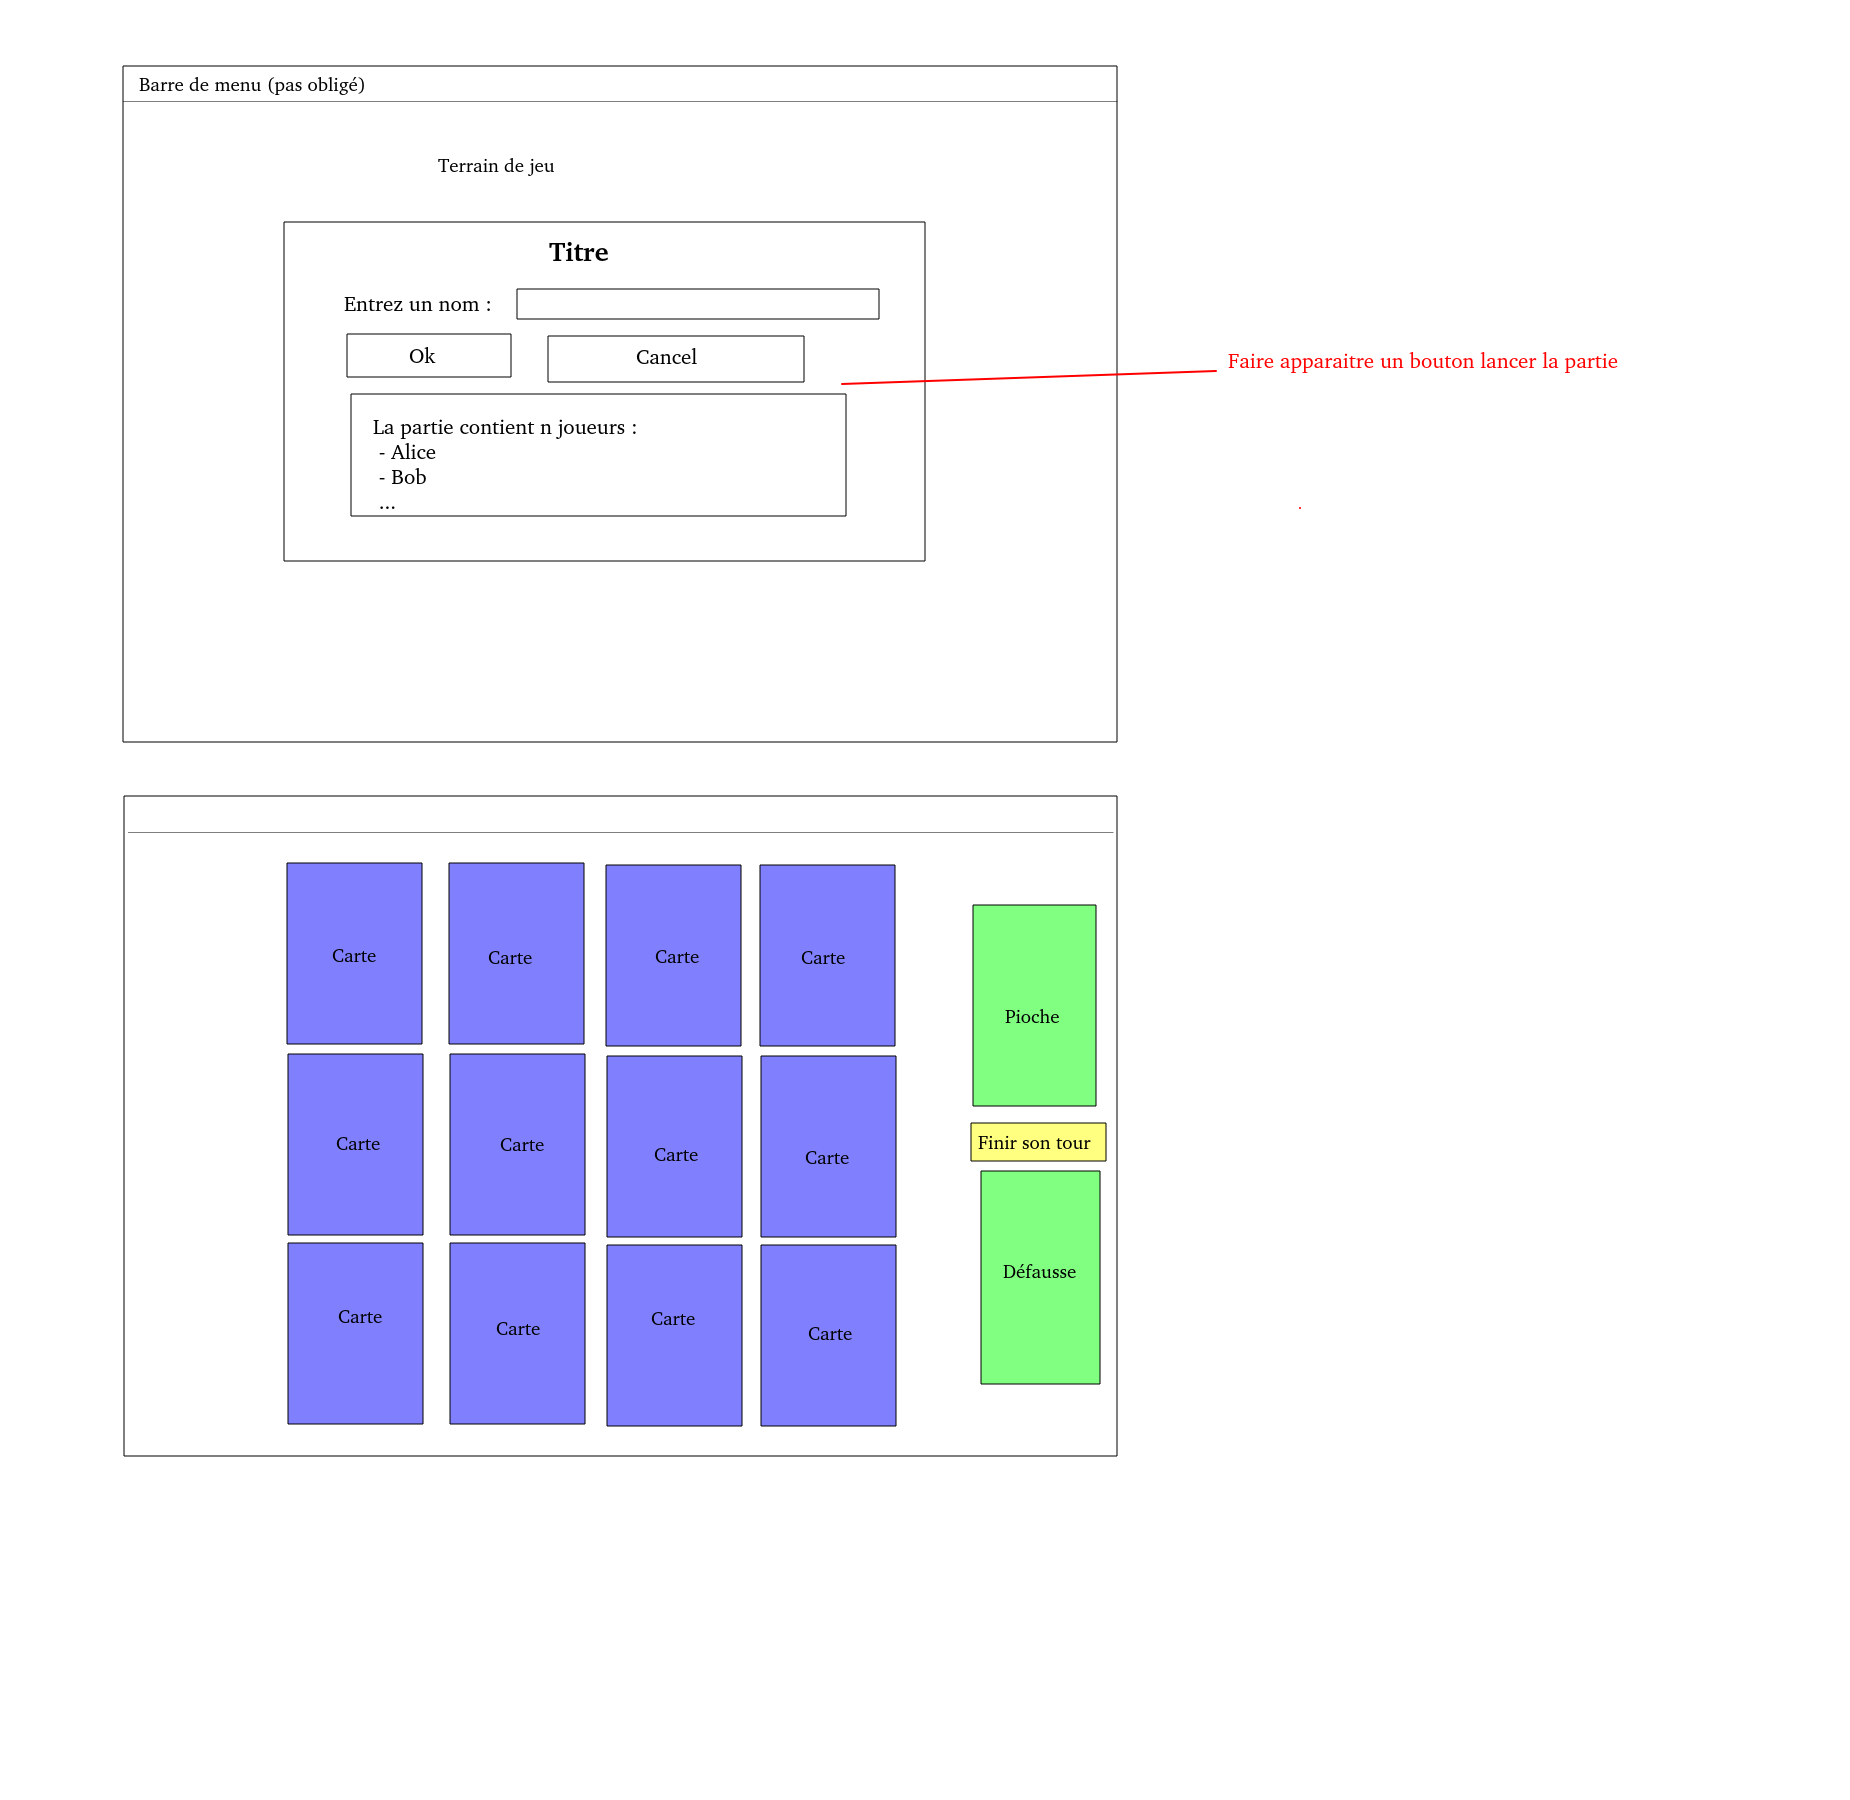 Barre de menu (pas obligé)
Terrain de jeu
Titre
Entrez un nom :
Ok
Cancel
Faire apparaitre un bouton lancer la partie
La partie contient n joueurs :
- Alice
- Bob
...
Carte
Carte
Carte
Carte
Pioche
Carte
Carte
Carte
Carte
Finir son tour
Défausse
Carte
Carte
Carte
Carte